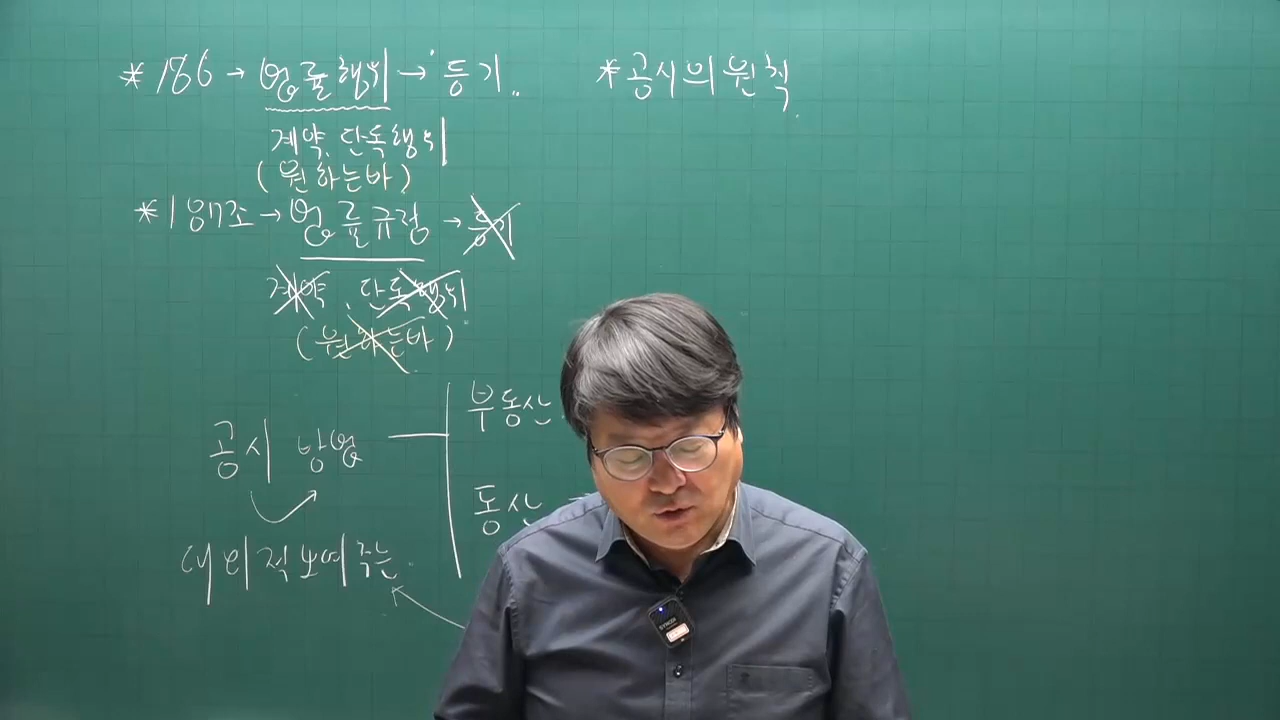 *186 → 법률행위 → 등기.
계약, 단독행위
(원하는바)
*187조 → 법률규정 → 등기
계약, 단독행위
(원하는바)
공시 방법
부동산
동산
대외적 보여주는
*공시의 원칙